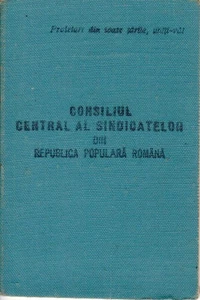 Proletari din toate țările, uniți-vă!
CONSILIUL
CENTRAL AL SINDICATELOR
DIN
REPUBLICA POPULARĂ ROMÂNĂ